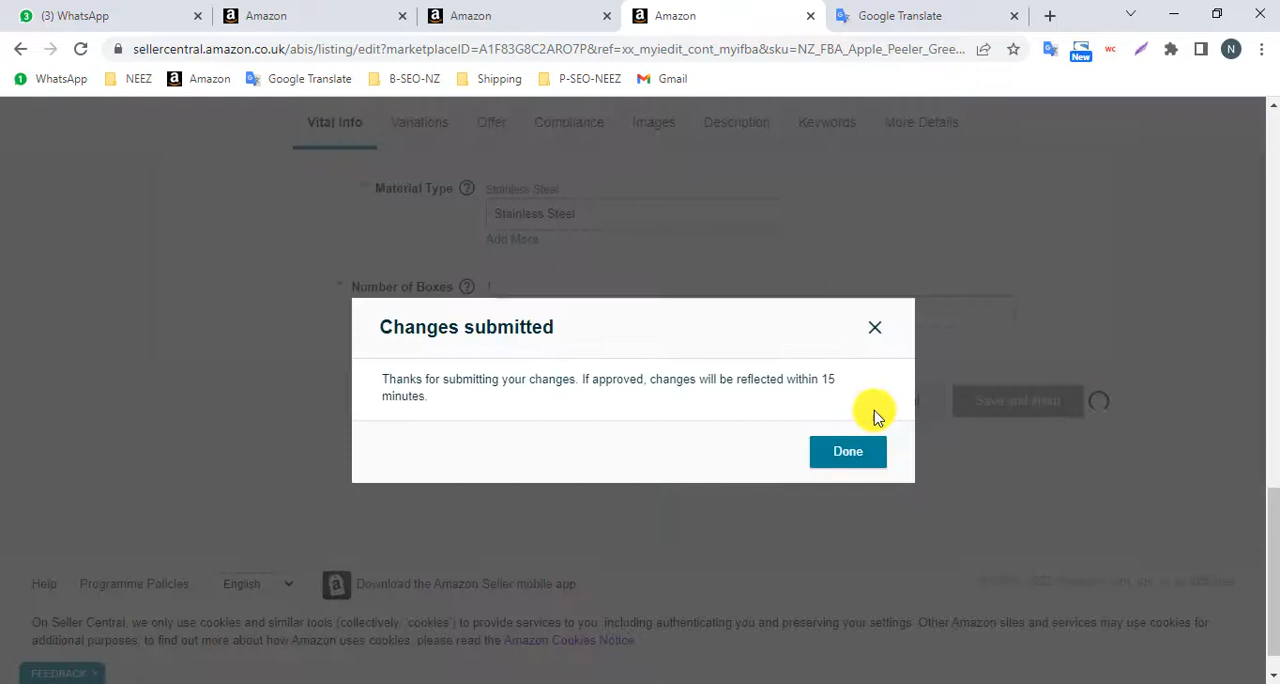 3 (3) WhatsApp
Amazon
Amazon
Amazon
Google Translate
sellercentral.amazon.co.uk/abis/listing/edit?marketplaceID=A1F83G8C2ARO7P&ref=xx_myiedit_cont_myifba&sku=NZ_FBA_Apple_Peeler_Gree...
New
wc
N
1 WhatsApp
NEEZ
Amazon
Google Translate
B-SEO-NZ
Shipping
P-SEO-NEEZ
Gmail
Vital Info
Variations
Offer
Compliance
Images
Description
Keywords
More Details
* Material Type ?
Stainless Steel
Stainless Steel
Add More
* Number of Boxes ?
1
Changes submitted
Thanks for submitting your changes. If approved, changes will be reflected within 15
minutes.
Save and finish
Done
Help
Programme Policies
English
Download the Amazon Seller mobile app
On Seller Central, we only use cookies and similar tools (collectively, 'cookies') to provide services to you, including authenticating you and preserving your settings. Other Amazon sites and services may use cookies for
additional purposes, to find out more about how Amazon uses cookies, please read the Amazon Cookies Notice.
FEEDBACK